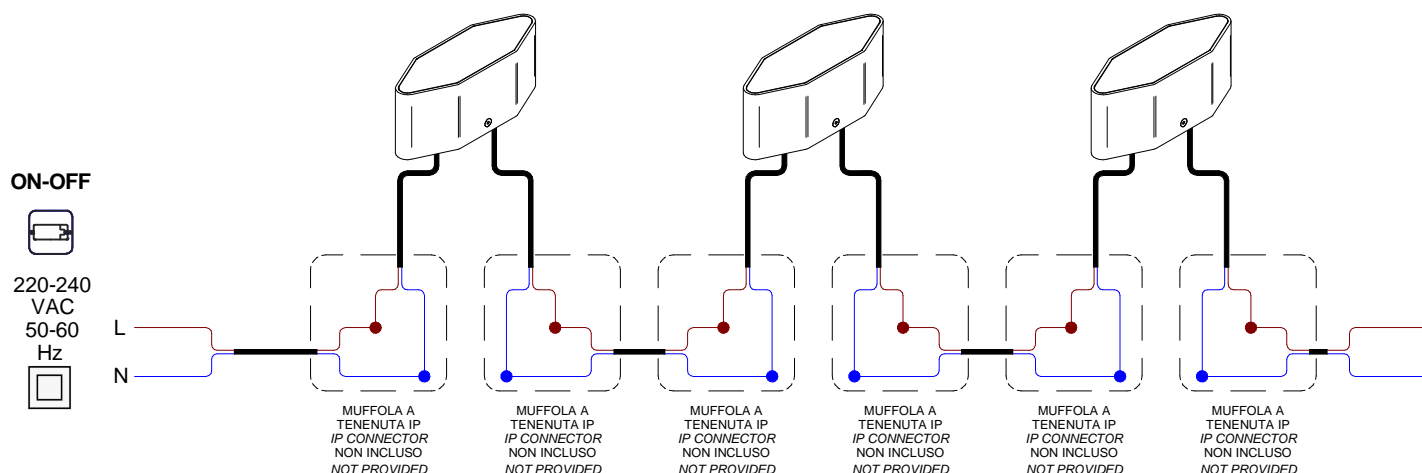 ON-OFF
220-240
VAC
50-60
Hz
L
N
MUFFOLA A
TENENUTA IP
IP CONNECTOR
NON INCLUSO
NOT PROVIDED
MUFFOLA A
TENENUTA IP
IP CONNECTOR
NON INCLUSO
NOT PROVIDED
MUFFOLA A
TENENUTA IP
IP CONNECTOR
NON INCLUSO
NOT PROVIDED
MUFFOLA A
TENENUTA IP
IP CONNECTOR
NON INCLUSO
NOT PROVIDED
MUFFOLA A
TENENUTA IP
IP CONNECTOR
NON INCLUSO
NOT PROVIDED
MUFFOLA A
TENENUTA IP
IP CONNECTOR
NON INCLUSO
NOT PROVIDED